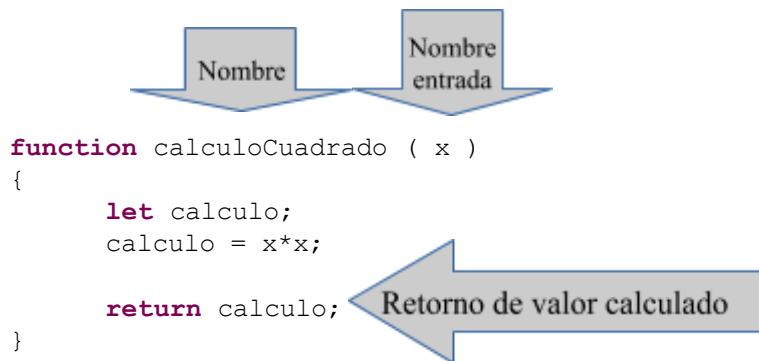 Nombre
Nombre
entrada
function calculoCuadrado ( x )
{
let calculo;
calculo = x*x;
return calculo;
Retorno de valor calculado
}